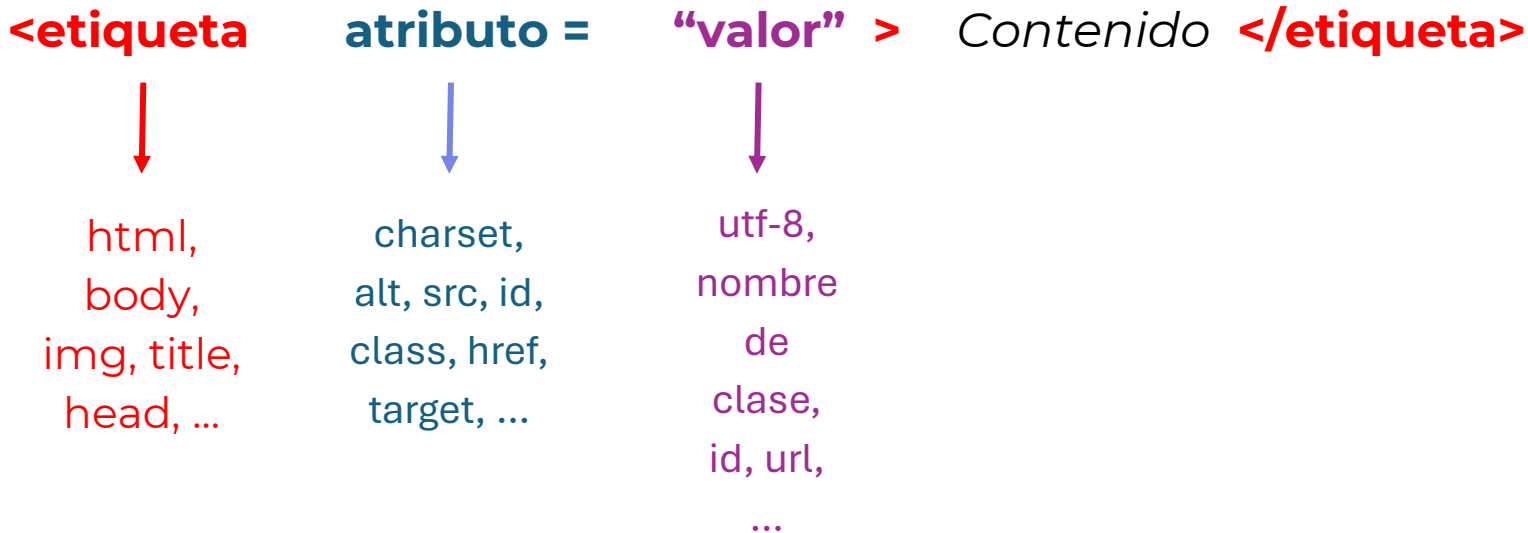 <etiqueta atributo = “valor” > Contenido </etiqueta>
html,
body,
img, title,
head, ...
charset,
alt, src, id,
class, href,
target, ...
utf-8,
nombre
de
clase,
id, url,
...